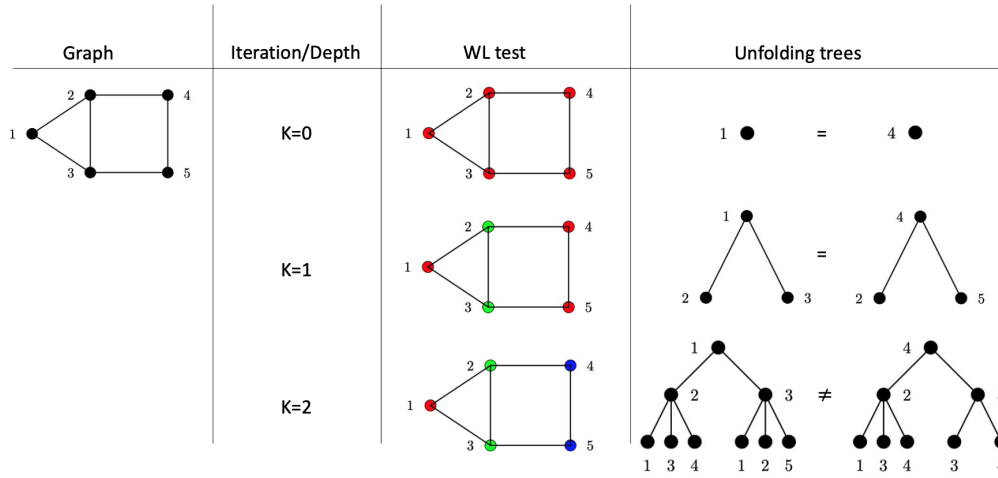 Graph Iteration/Depth WL test Unfolding trees
2 4 2 4
1 K=0 1 1 = 4
3 5 3 5
2 4 1 4
K=1 1 =
3 5 2 3 2 5
1 4
2 4 2 3 ≠ 2
K=2 1
3 5 1 3 4 1 2 5 1 3 4 3